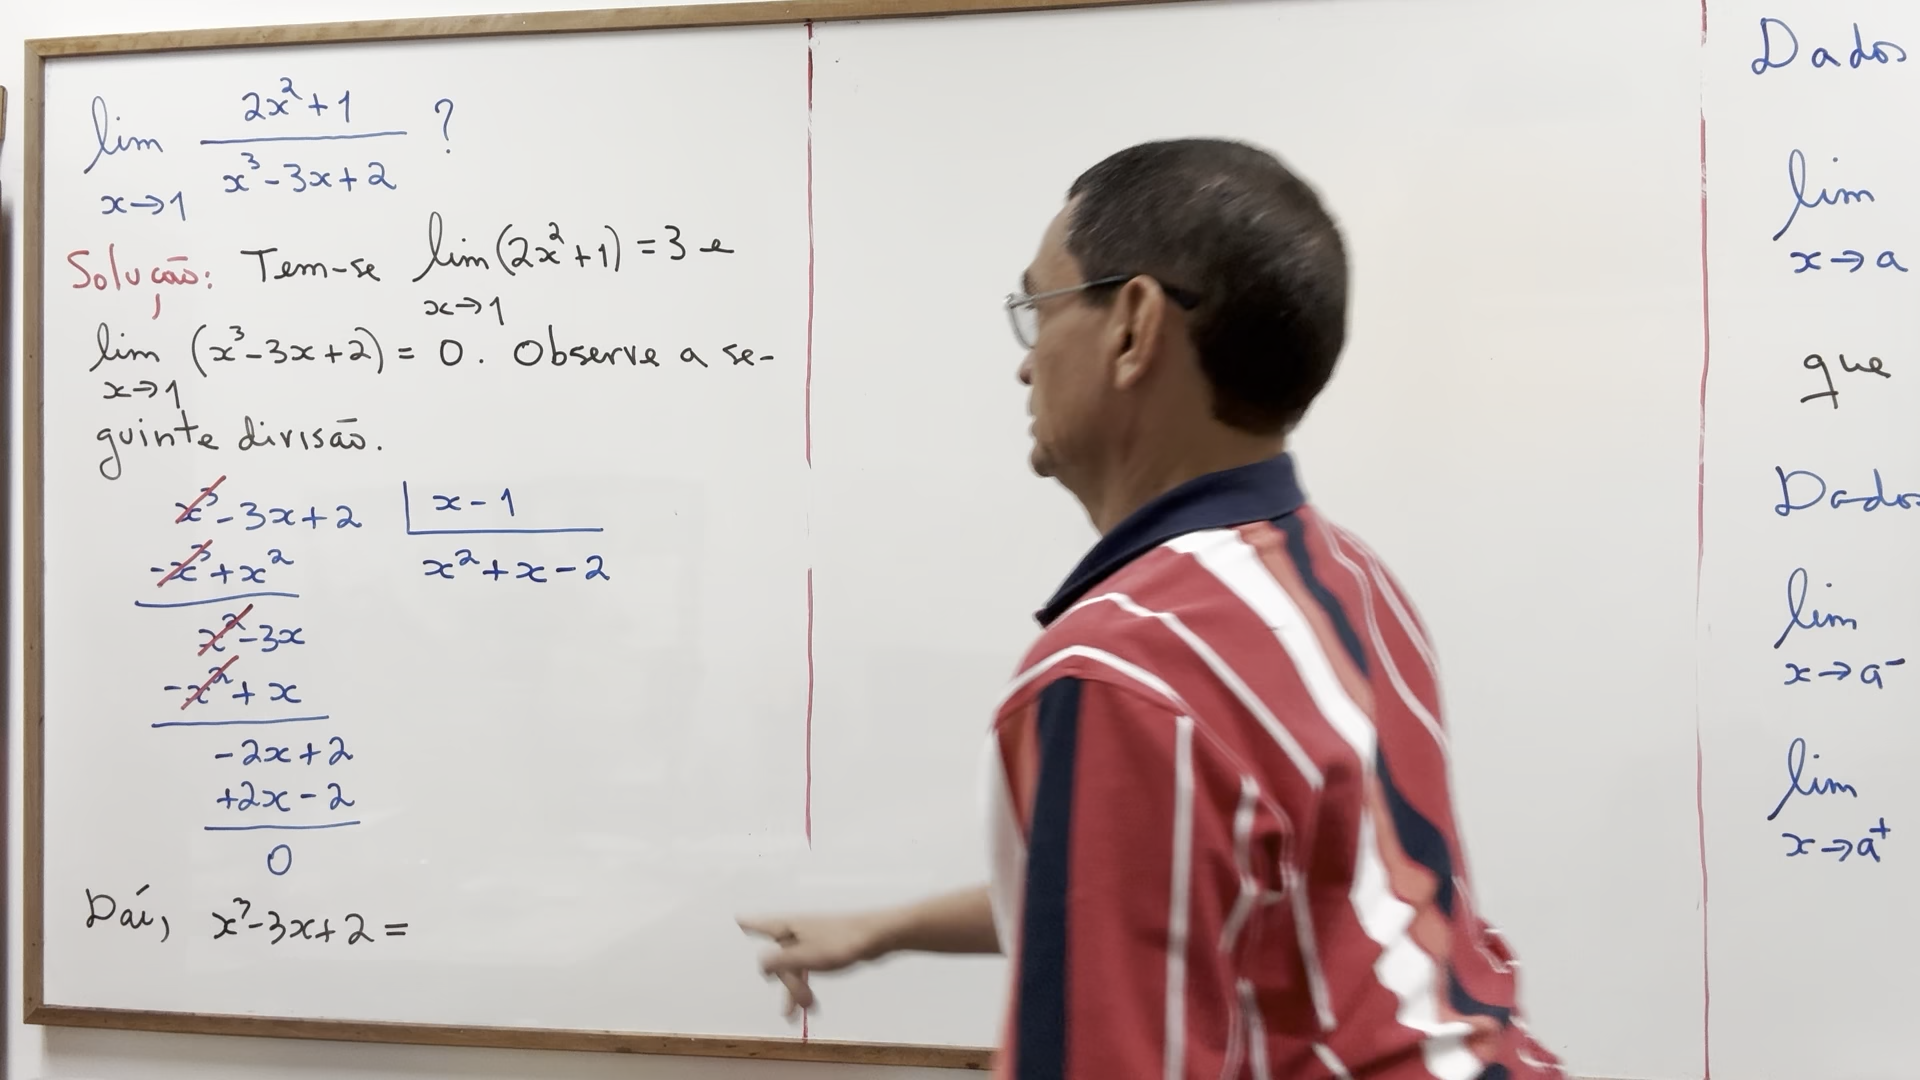 lim 2x²+1 / x³-3x+2 ?
x→1
Solução: Tem-se lim (2x²+1) = 3 e
x→1
lim (x³-3x+2) = 0. Observe a se-
x→1
guinte divisão.
x³-3x+2 | x-1
-x³+x² x²+x-2
x²-3x
-x²+x
-2x+2
+2x-2
0
Daí, x³-3x+2 =
Dados
lim
x→a
que
Dados
lim
x→a⁻
lim
x→a⁺